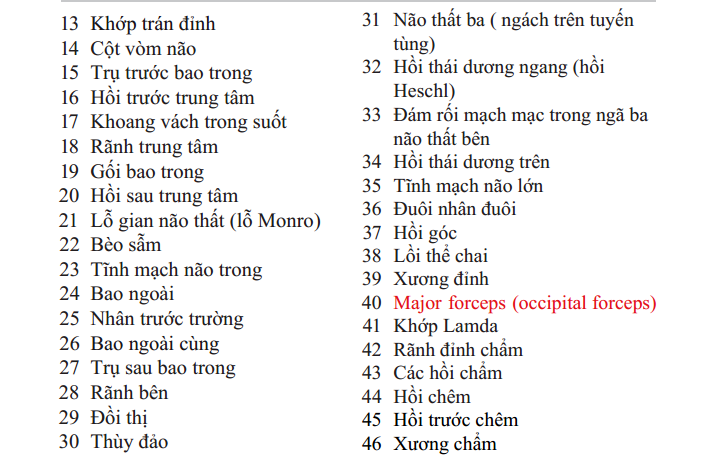 13 Khớp trán đỉnh
14 Cột vòm não
15 Trụ trước bao trong
16 Hồi trước trung tâm
17 Khoang vách trong suốt
18 Rãnh trung tâm
19 Gối bao trong
20 Hồi sau trung tâm
21 Lỗ gian não thất (lỗ Monro)
22 Bèo sẫm
23 Tĩnh mạch não trong
24 Bao ngoài
25 Nhân trước trường
26 Bao ngoài cùng
27 Trụ sau bao trong
28 Rãnh bên
29 Đồi thị
30 Thùy đảo
31 Não thất ba ( ngách trên tuyến
tùng)
32 Hồi thái dương ngang (hồi
Heschl)
33 Đám rối mạch mạc trong ngã ba
não thất bên
34 Hồi thái dương trên
35 Tĩnh mạch não lớn
36 Đuôi nhân đuôi
37 Hồi góc
38 Lồi thể chai
39 Xương đỉnh
40 Major forceps (occipital forceps)
41 Khớp Lamda
42 Rãnh đỉnh chẩm
43 Các hồi chẩm
44 Hồi chêm
45 Hồi trước chêm
46 Xương chẩm